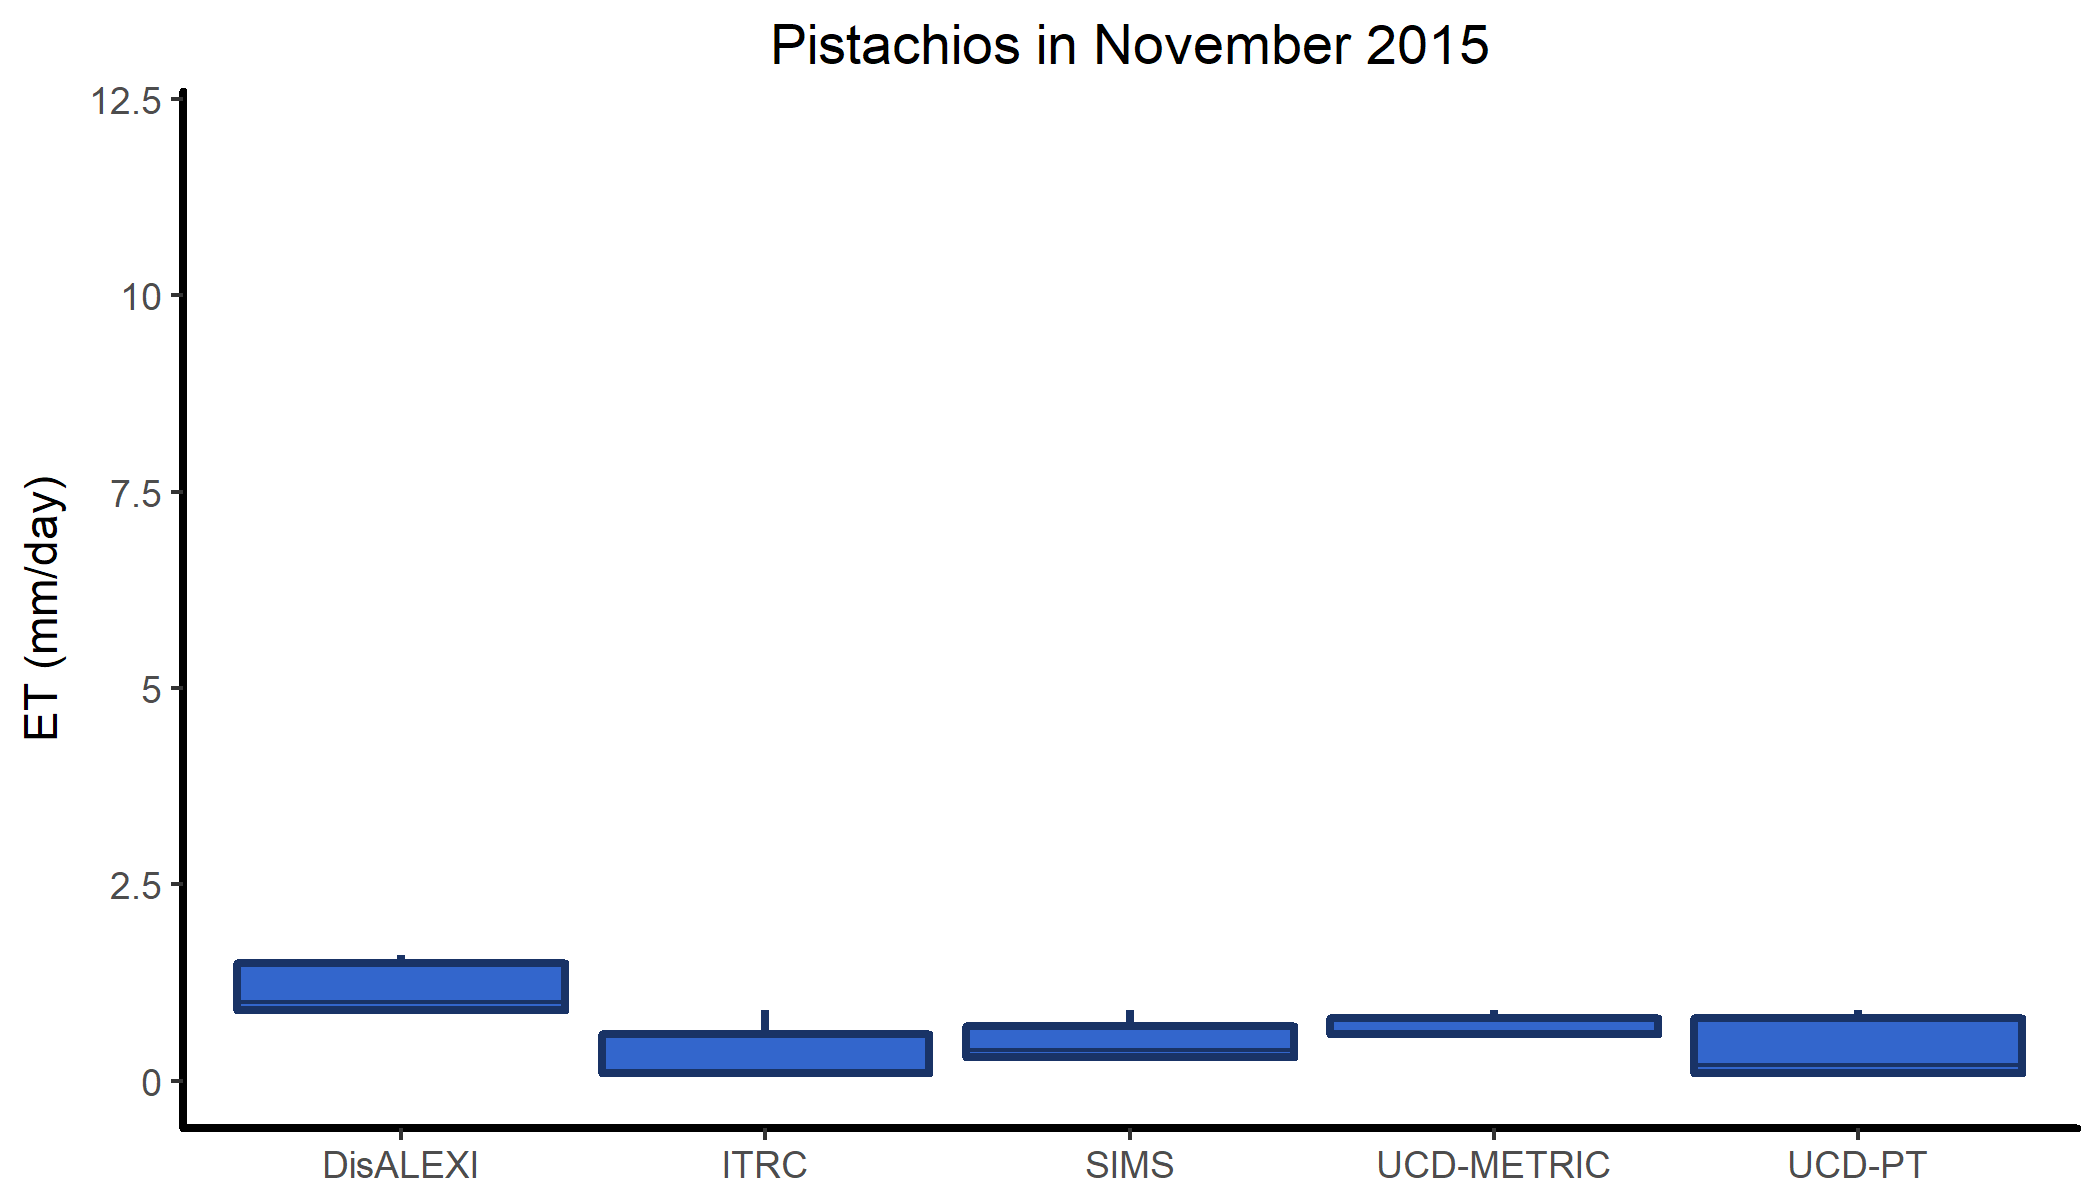 Pistachios in November 2015
12.5
10
7.5
5
2.5
0
ET (mm/day)
DisALEXI
ITRC
SIMS
UCD-METRIC
UCD-PT